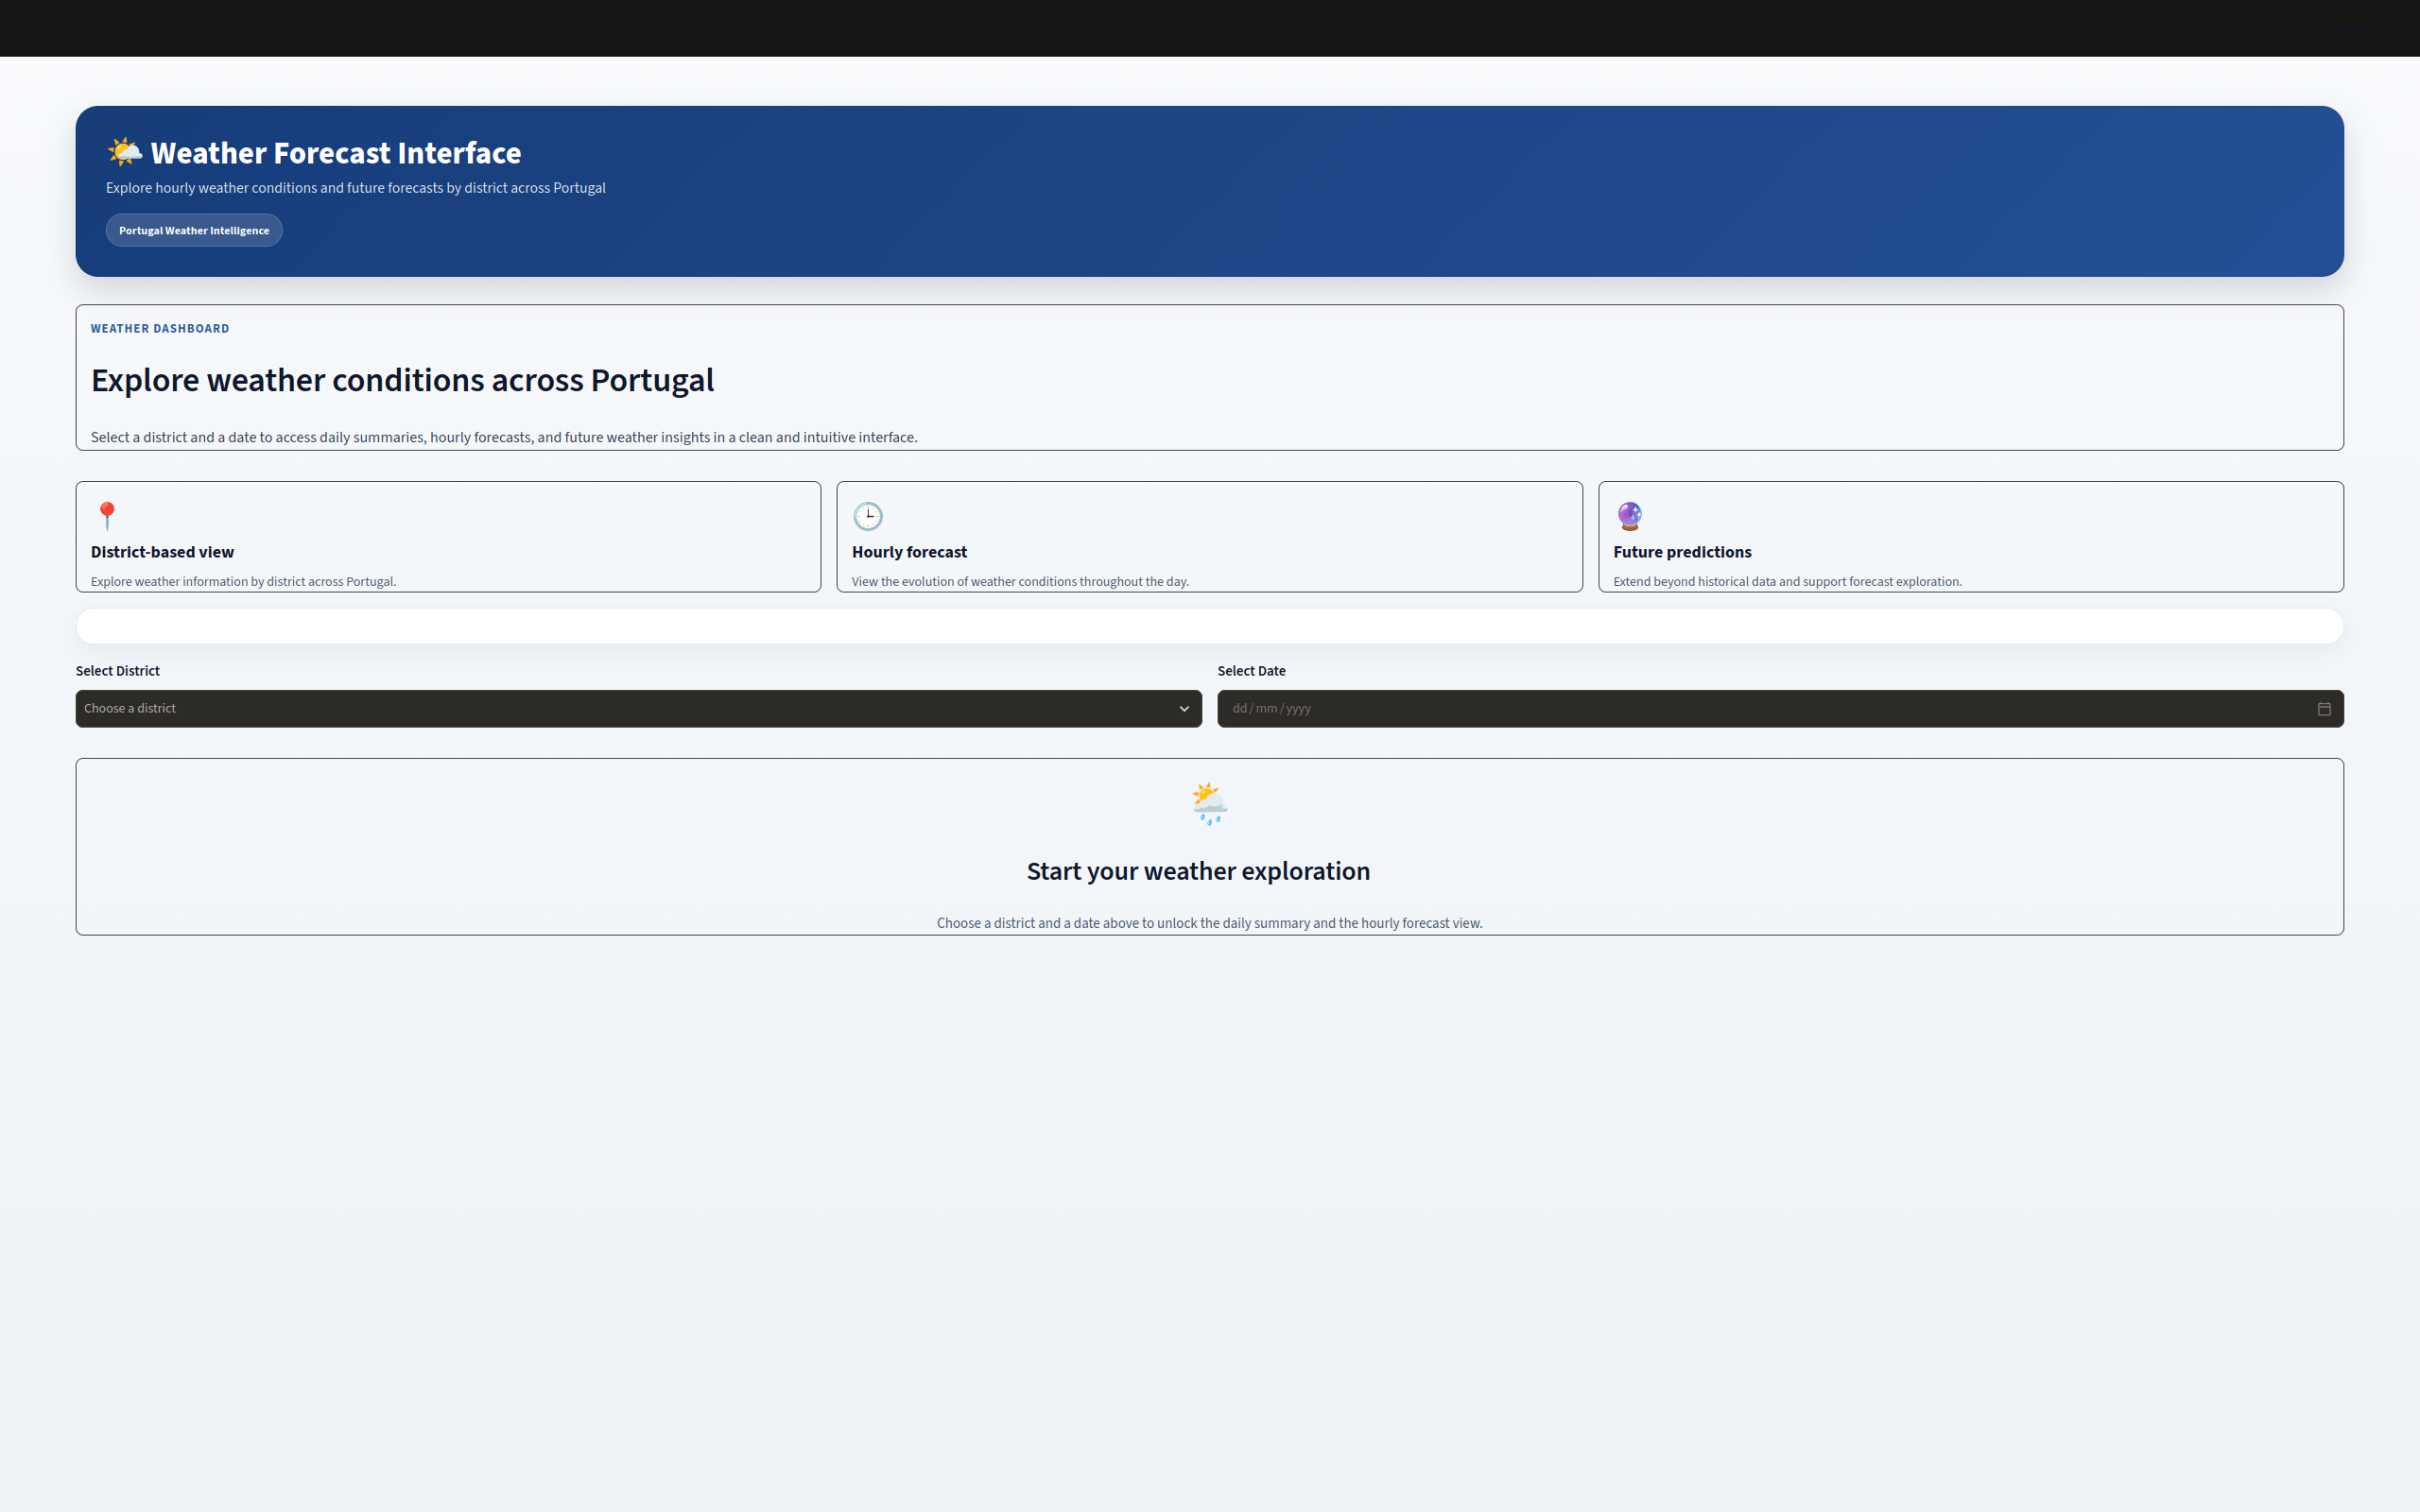 Weather Forecast Interface
Explore hourly weather conditions and future forecasts by district across Portugal
Portugal Weather Intelligence
WEATHER DASHBOARD
Explore weather conditions across Portugal
Select a district and a date to access daily summaries, hourly forecasts, and future weather insights in a clean and intuitive interface.
District-based view
Explore weather information by district across Portugal.
Hourly forecast
View the evolution of weather conditions throughout the day.
Future predictions
Extend beyond historical data and support forecast exploration.
Select District
Select Date
Choose a district
dd / mm / yyyy
Start your weather exploration
Choose a district and a date above to unlock the daily summary and the hourly forecast view.